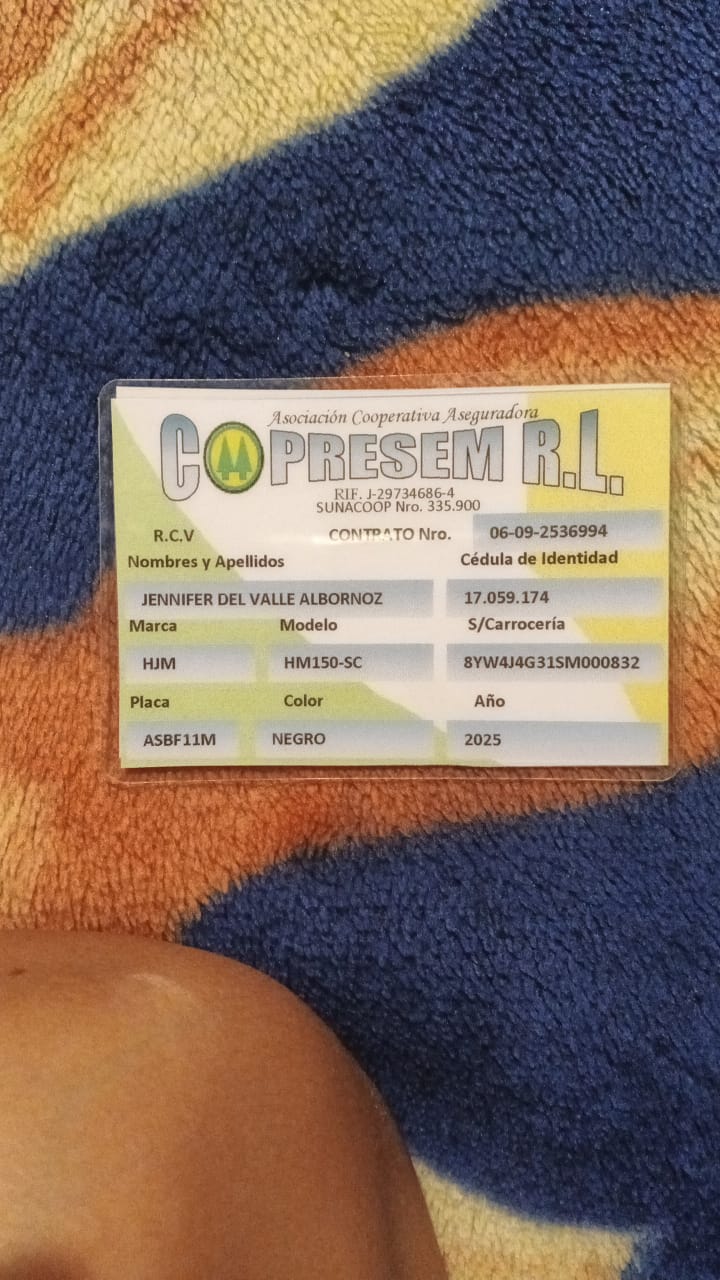 Asociación Cooperativa Aseguradora
COPRESEM R.L.
RIF. J-29734686-4
SUNACOOP Nro. 335.900
R.C.V CONTRATO Nro. 06-09-2536994
Nombres y Apellidos Cédula de Identidad
JENNIFER DEL VALLE ALBORNOZ 17.059.174
Marca Modelo S/Carrocería
HJM HM150-SC 8YW4J4G31SM000832
Placa Color Año
ASBF11M NEGRO 2025